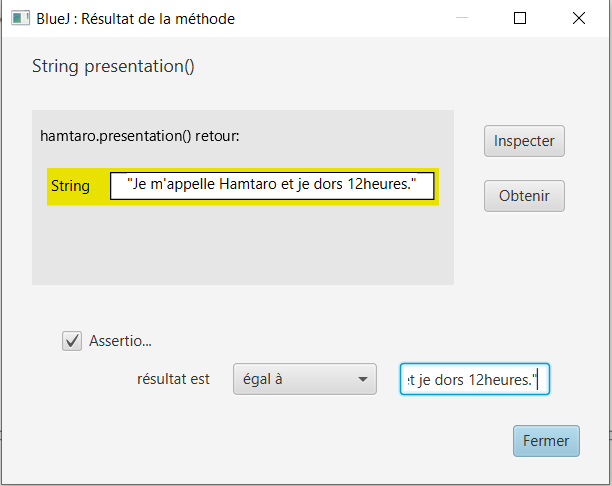 BlueJ : Résultat de la méthode
String presentation()
hamtaro.presentation() retour:
Inspecter
String "Je m'appelle Hamtaro et je dors 12heures."
Obtenir
Assertio...
résultat est égal à et je dors 12heures."
Fermer